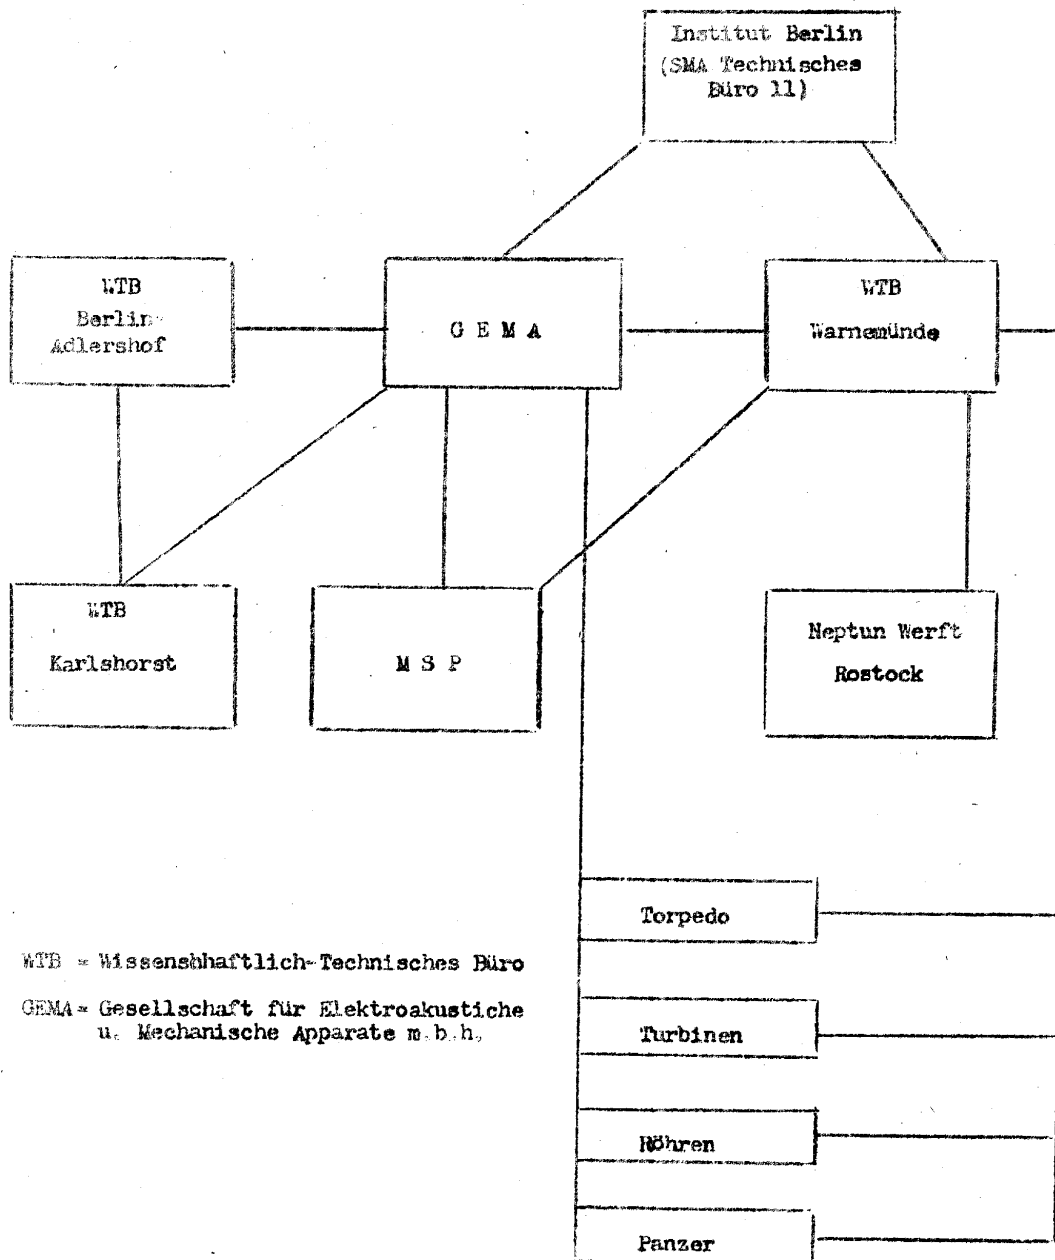 Institut Berlin
(SMA Technisches
Büro 11)
WTB
Berlin-
Adlershof
G E M A
WTB
Warnemünde
WTB
Karlshorst
M S P
Neptun Werft
Rostock
Torpedo
WTB = Wissenshhaftlich-Technisches Büro
GEMA= Gesellschaft für Elektroakustiche
u. Mechanische Apparate m.b.h.
Turbinen
Röhren
Panzer